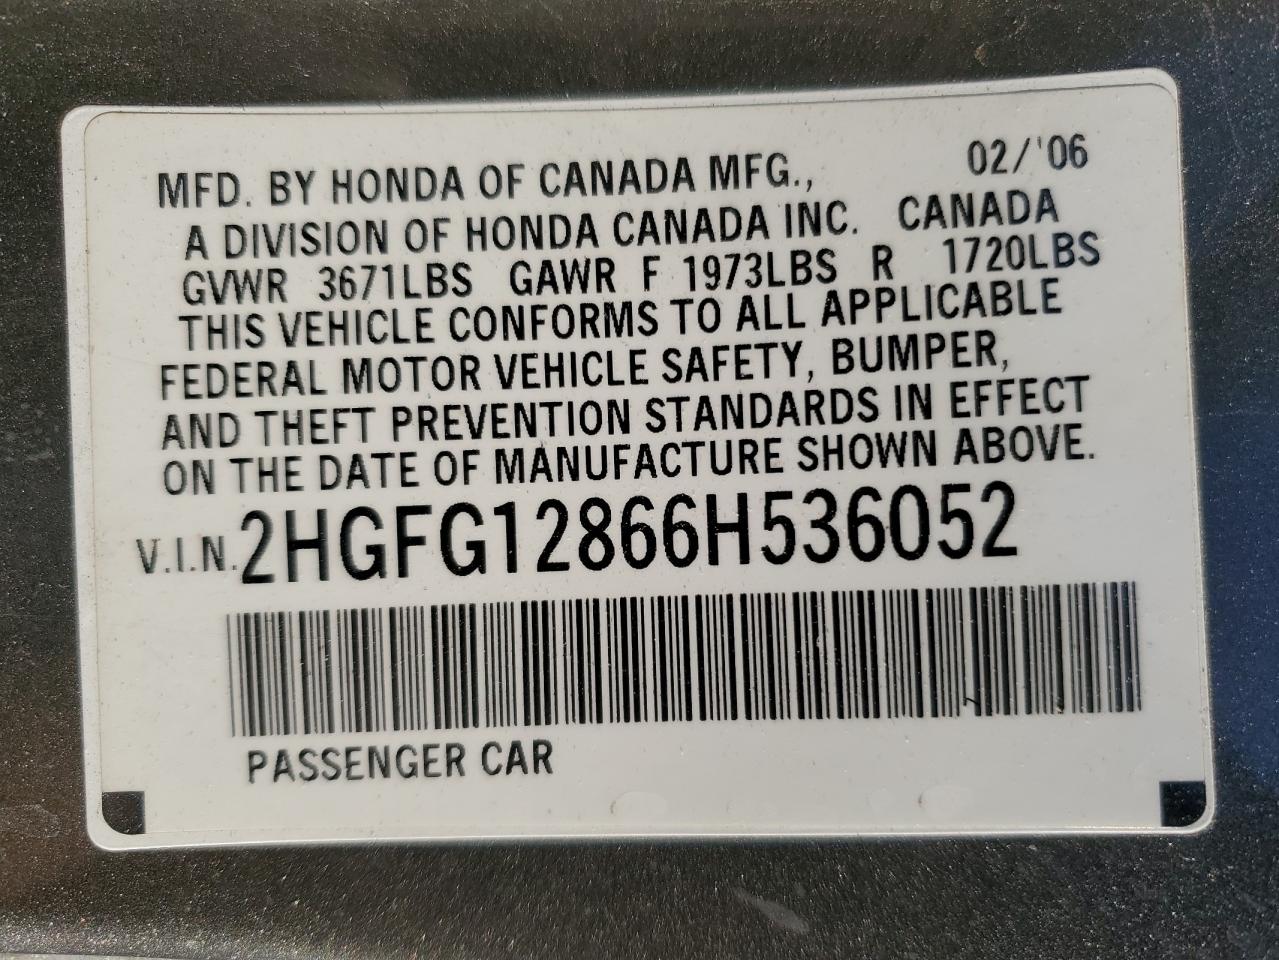 MFD. BY HONDA OF CANADA MFG., 02/'06
A DIVISION OF HONDA CANADA INC. CANADA
GVWR 3671LBS GAWR F 1973LBS R 1720LBS
THIS VEHICLE CONFORMS TO ALL APPLICABLE
FEDERAL MOTOR VEHICLE SAFETY, BUMPER,
AND THEFT PREVENTION STANDARDS IN EFFECT
ON THE DATE OF MANUFACTURE SHOWN ABOVE.
V.I.N. 2HGFG12866H536052
PASSENGER CAR